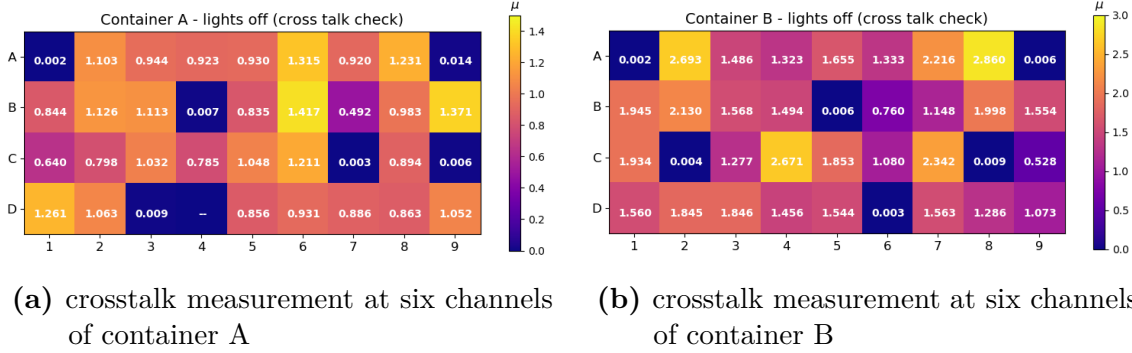 Container A - lights off (cross talk check)
μ
A 0.002 1.103 0.944 0.923 0.930 1.315 0.920 1.231 0.014
B 0.844 1.126 1.113 0.007 0.835 1.417 0.492 0.983 1.371
C 0.640 0.798 1.032 0.785 1.048 1.211 0.003 0.894 0.006
D 1.261 1.063 0.009 -- 0.856 0.931 0.886 0.863 1.052
1 2 3 4 5 6 7 8 9
1.4
1.2
1.0
0.8
0.6
0.4
0.2
0.0
(a) crosstalk measurement at six channels
of container A
Container B - lights off (cross talk check)
μ
A 0.002 2.693 1.486 1.323 1.655 1.333 2.216 2.860 0.006
B 1.945 2.130 1.568 1.494 0.006 0.760 1.148 1.998 1.554
C 1.934 0.004 1.277 2.671 1.853 1.080 2.342 0.009 0.528
D 1.560 1.845 1.846 1.456 1.544 0.003 1.563 1.286 1.073
1 2 3 4 5 6 7 8 9
3.0
2.5
2.0
1.5
1.0
0.5
0.0
(b) crosstalk measurement at six channels
of container B